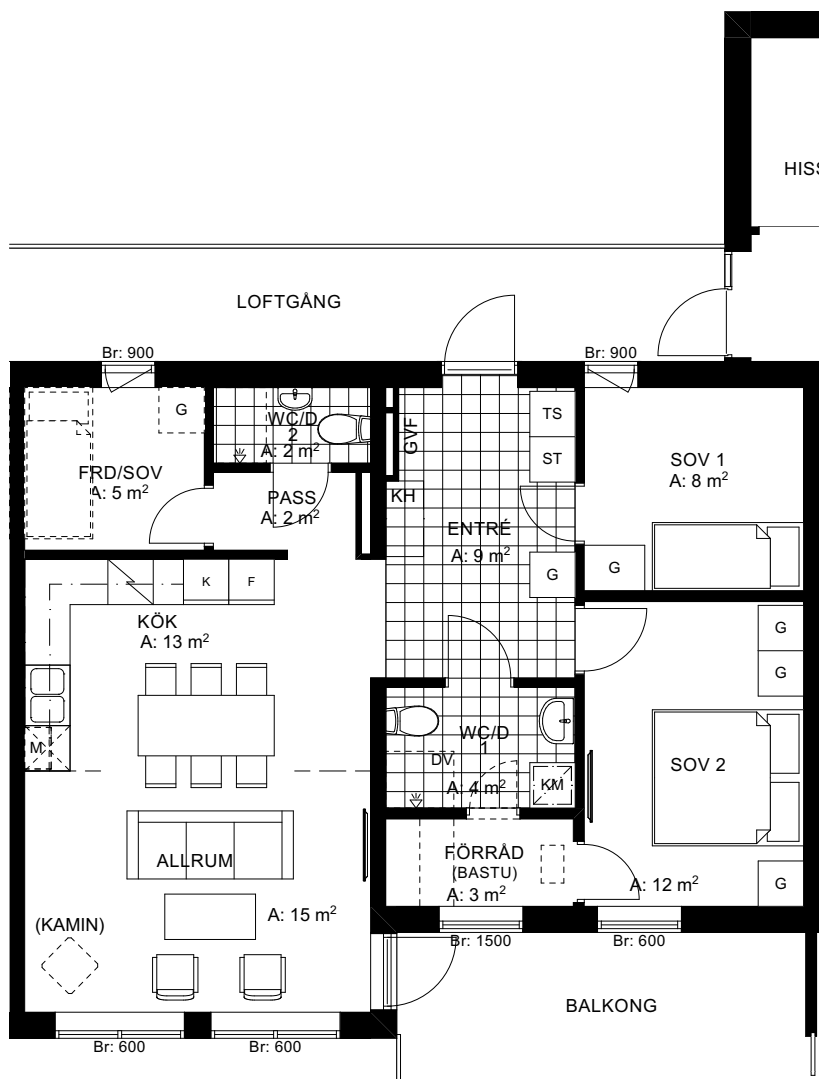 HISS
LOFTGÅNG
Br: 900
Br: 900
G
WC/D
2
A: 2 m²
GVF
TS
ST
FRD/SOV
A: 5 m²
PASS
A: 2 m²
KH
SOV 1
A: 8 m²
ENTRÉ
A: 9 m²
G
G
K
F
KÖK
A: 13 m²
G
G
M
WC/D
1
DV
A: 4 m²
KM
SOV 2
ALLRUM
FÖRRÅD
(BASTU)
A: 3 m²
A: 12 m²
G
A: 15 m²
(KAMIN)
Br: 1500
Br: 600
BALKONG
Br: 600
Br: 600